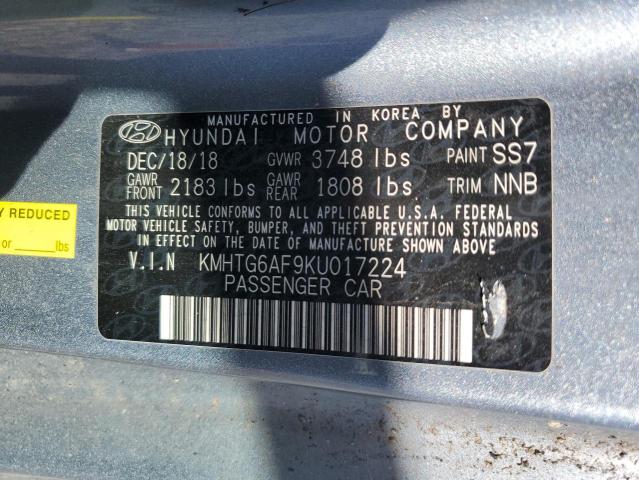 MANUFACTURED IN KOREA BY
HYUNDAI MOTOR COMPANY
DEC/18/18 GVWR 3748 lbs PAINT SS7
GAWR FRONT 2183 lbs GAWR REAR 1808 lbs TRIM NNB
THIS VEHICLE CONFORMS TO ALL APPLICABLE U.S.A. FEDERAL
MOTOR VEHICLE SAFETY, BUMPER, AND THEFT PREVENTION STANDARDS
IN EFFECT ON THE DATE OF MANUFACTURE SHOWN ABOVE.
V.I.N KMHTG6AF9KU017224
PASSENGER CAR
REDUCED
or ______lbs